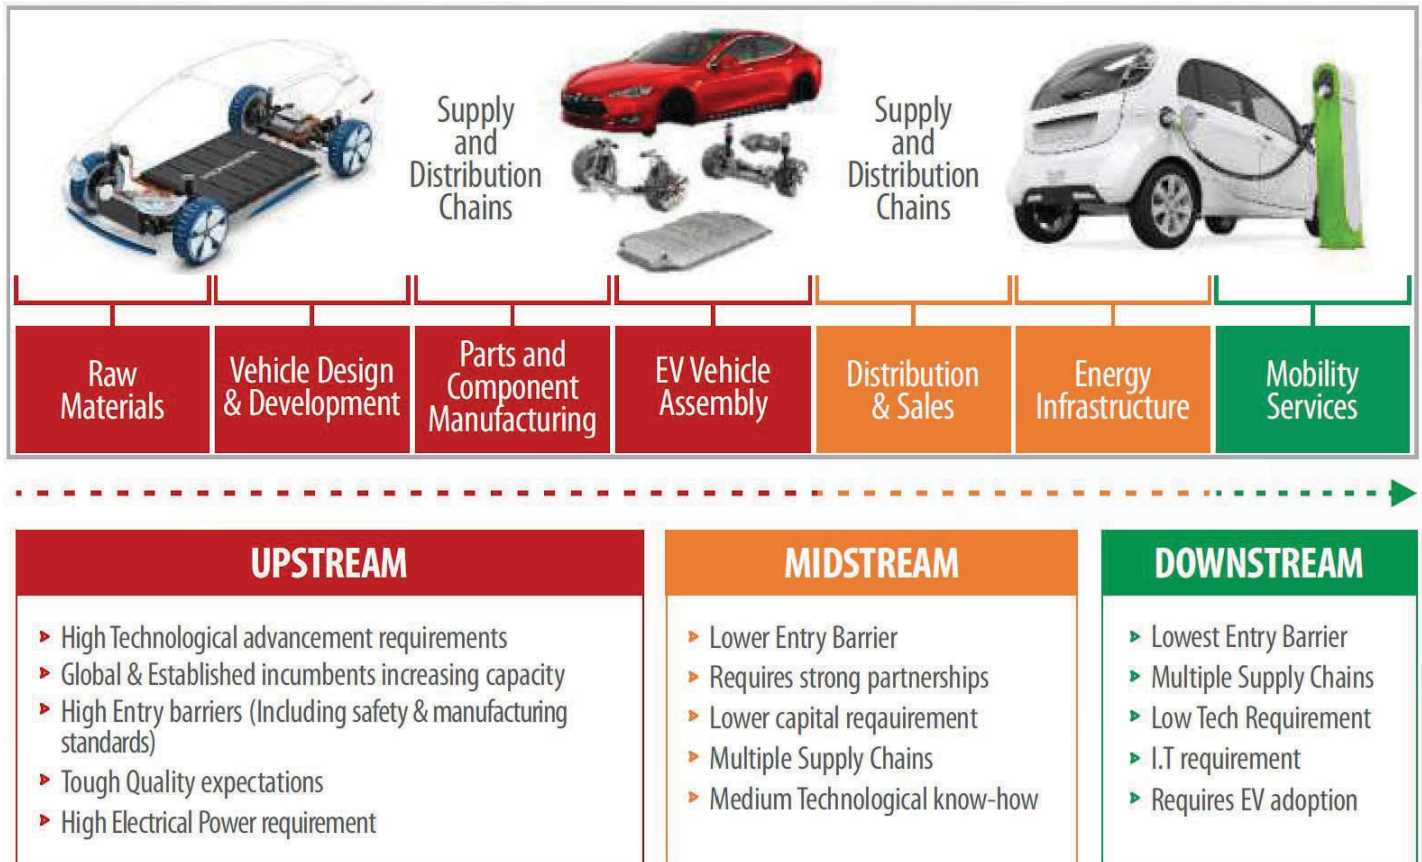 Supply
and
Distribution
Chains
Supply
and
Distribution
Chains
Raw
Materials
Vehicle Design
& Development
Parts and
Component
Manufacturing
EV Vehicle
Assembly
Distribution
& Sales
Energy
Infrastructure
Mobility
Services
UPSTREAM
High Technological advancement requirements
Global & Established incumbents increasing capacity
High Entry barriers (Including safety & manufacturing
standards)
Tough Quality expectations
High Electrical Power requirement
MIDSTREAM
Lower Entry Barrier
Requires strong partnerships
Lower capital reqauirement
Multiple Supply Chains
Medium Technological know-how
DOWNSTREAM
Lowest Entry Barrier
Multiple Supply Chains
Low Tech Requirement
I.T requirement
Requires EV adoption